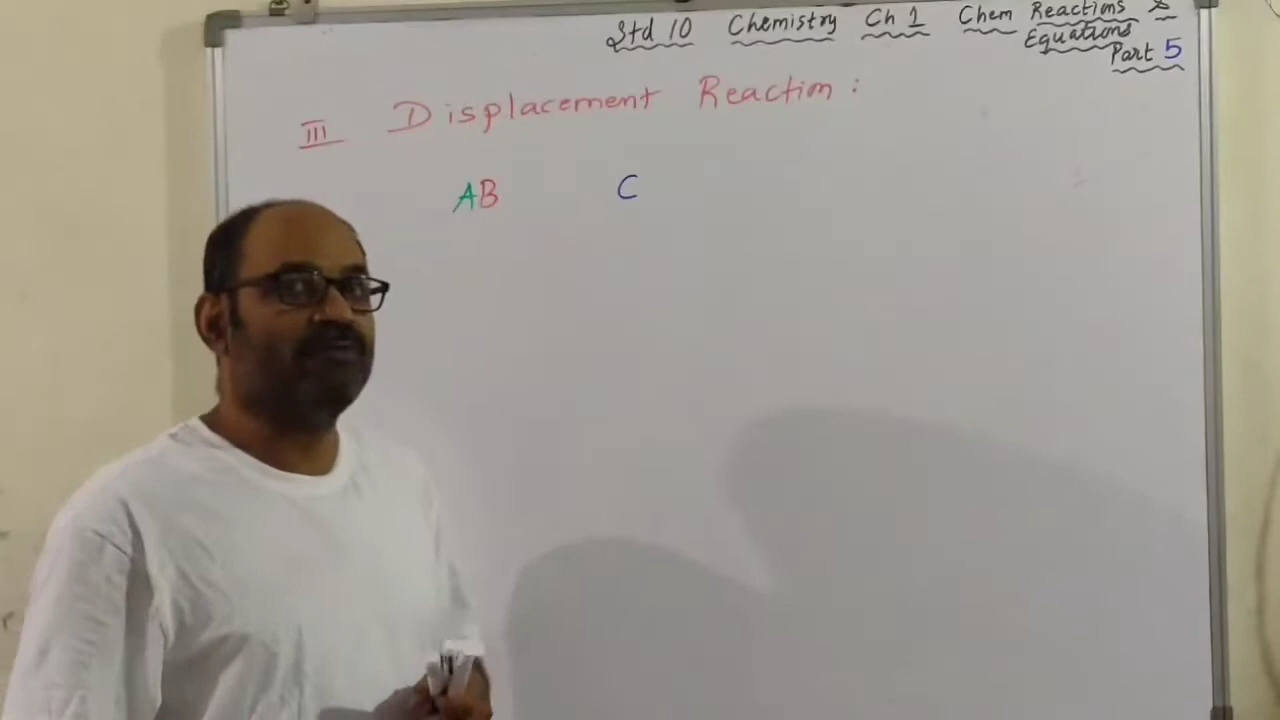 Std 10 Chemistry Ch 1 Chem Reactions &
Equations
Part 5
III Displacement Reaction :
AB C